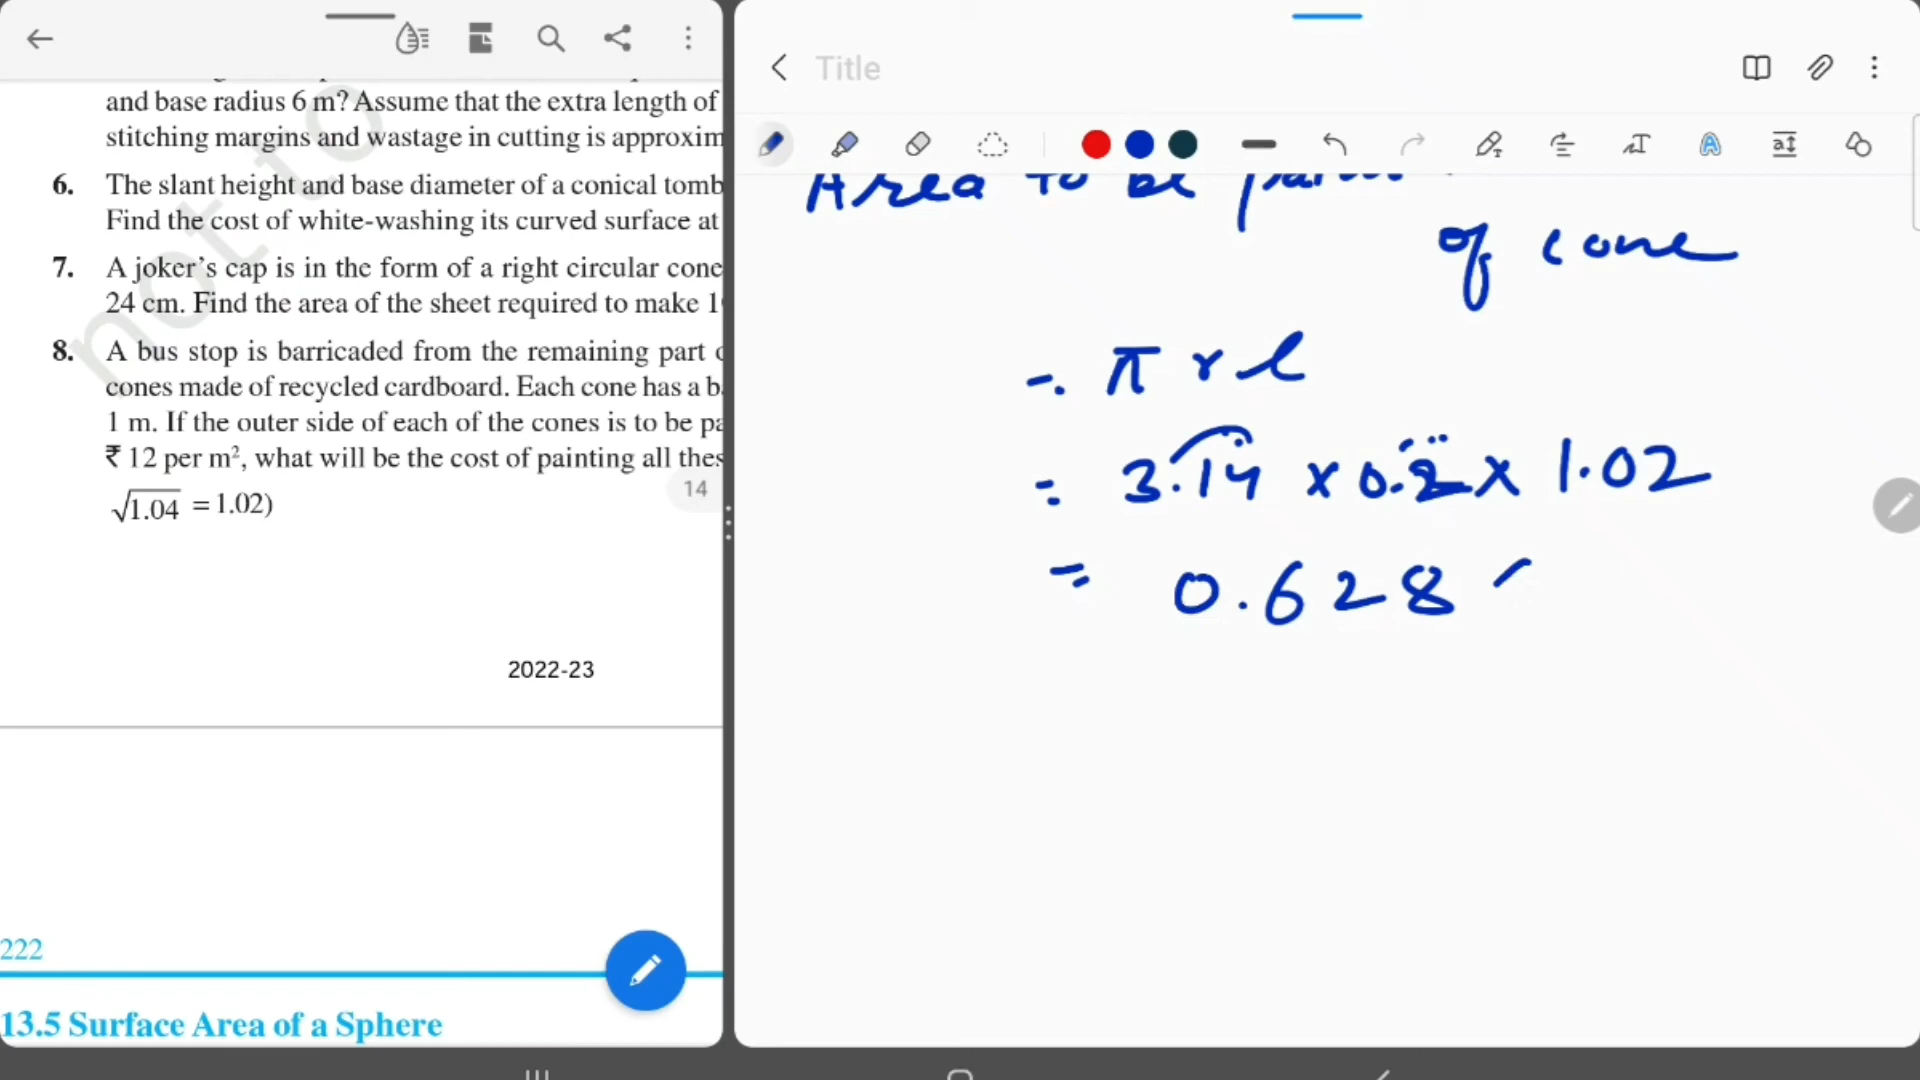 Title
and base radius 6 m? Assume that the extra length of
stitching margins and wastage in cutting is approxim
6. The slant height and base diameter of a conical tomb
Find the cost of white-washing its curved surface at
7. A joker's cap is in the form of a right circular cone
24 cm. Find the area of the sheet required to make 1
8. A bus stop is barricaded from the remaining part
cones made of recycled cardboard. Each cone has a b
1 m. If the outer side of each of the cones is to be pa
₹ 12 per m², what will be the cost of painting all thes
√1.04 = 1.02)
14
2022-23
222
13.5 Surface Area of a Sphere
not to
Area to be
of cone
= π r l
= 3.14 x 0.2 x 1.02
= 0.628